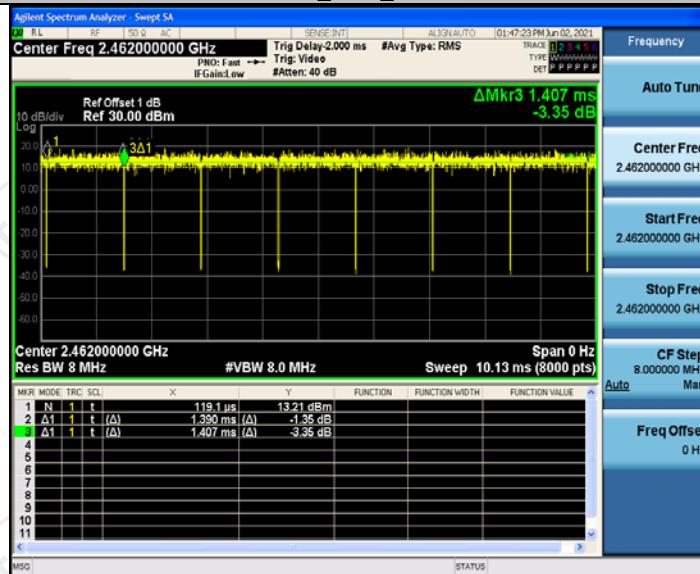 Agilent Spectrum Analyzer - Swept SA
RL RF 50 Ω AC SENSE:INT ALIGN AUTO 01:47:23 PM Jun 02, 2021
Center Freq 2.462000000 GHz
Trig Delay-2.000 ms #Avg Type: RMS TRACE 1 2 3 4 5 6
PNO: Fast Trig: Video TYPE
IFGain:Low #Atten: 40 dB DET P P P P P P
Ref Offset 1 dB
10 dB/div Ref 30.00 dBm
ΔMkr3 1.407 ms
-3.35 dB
Log
20.0
10.0
0.00
-10.0
-20.0
-30.0
-40.0
-50.0
-60.0
1
3Δ1
Center 2.462000000 GHz Span 0 Hz
Res BW 8 MHz #VBW 8.0 MHz Sweep 10.13 ms (8000 pts)
MKR MODE TRC SCL X Y FUNCTION FUNCTION WIDTH FUNCTION VALUE
1 N 1 t 119.1 µs 13.21 dBm
2 Δ1 1 t (Δ) 1.390 ms (Δ) -1.35 dB
3 Δ1 1 t (Δ) 1.407 ms (Δ) -3.35 dB
4
5
6
7
8
9
10
11
MSG STATUS
Frequency
Auto Tun
Center Fre
2.462000000 GH
Start Fre
2.462000000 GH
Stop Fre
2.462000000 GH
CF Step
8.000000 MH
Auto Ma
Freq Offse
0 H